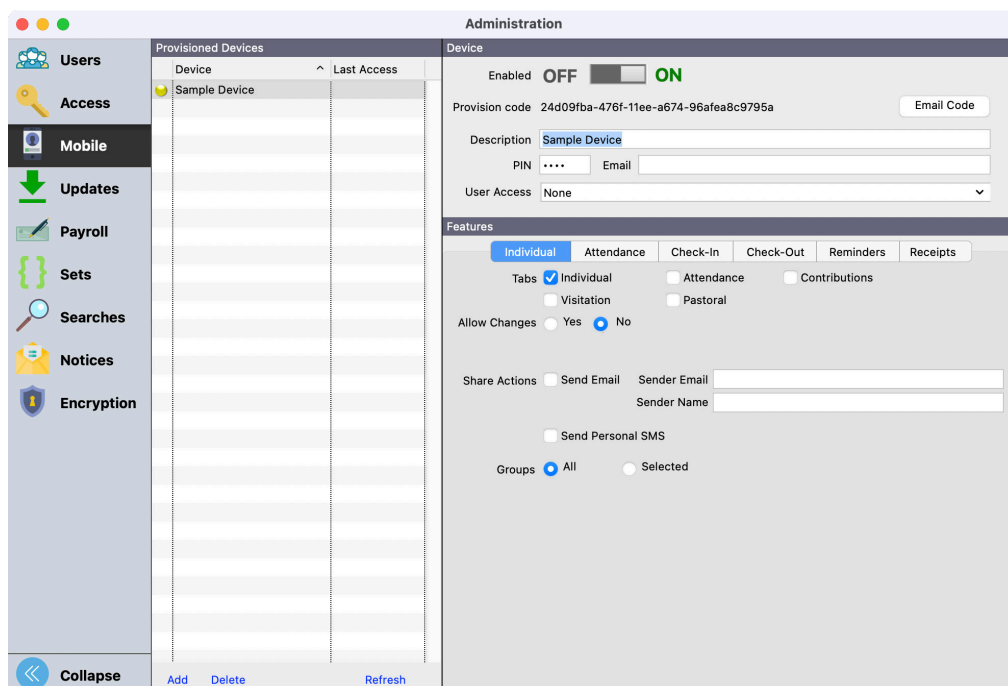 Administration
Users
Access
Mobile
Updates
Payroll
Sets
Searches
Notices
Encryption
Collapse
Provisioned Devices
Device ^ Last Access
Sample Device
Add Delete Refresh
Device
Enabled OFF ON
Provision code 24d09fba-476f-11ee-a674-96afea8c9795a Email Code
Description Sample Device
PIN •••• Email
User Access None
Features
Individual Attendance Check-In Check-Out Reminders Receipts
Tabs Individual Attendance Contributions
Visitation Pastoral
Allow Changes Yes No
Share Actions Send Email Sender Email
Sender Name
Send Personal SMS
Groups All Selected